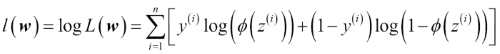 l(w) = log L(w) = ∑_{i=1}^{n} [ y^{(i)} log(ϕ(z^{(i)})) + (1 − y^{(i)}) log(1 − ϕ(z^{(i)})) ]